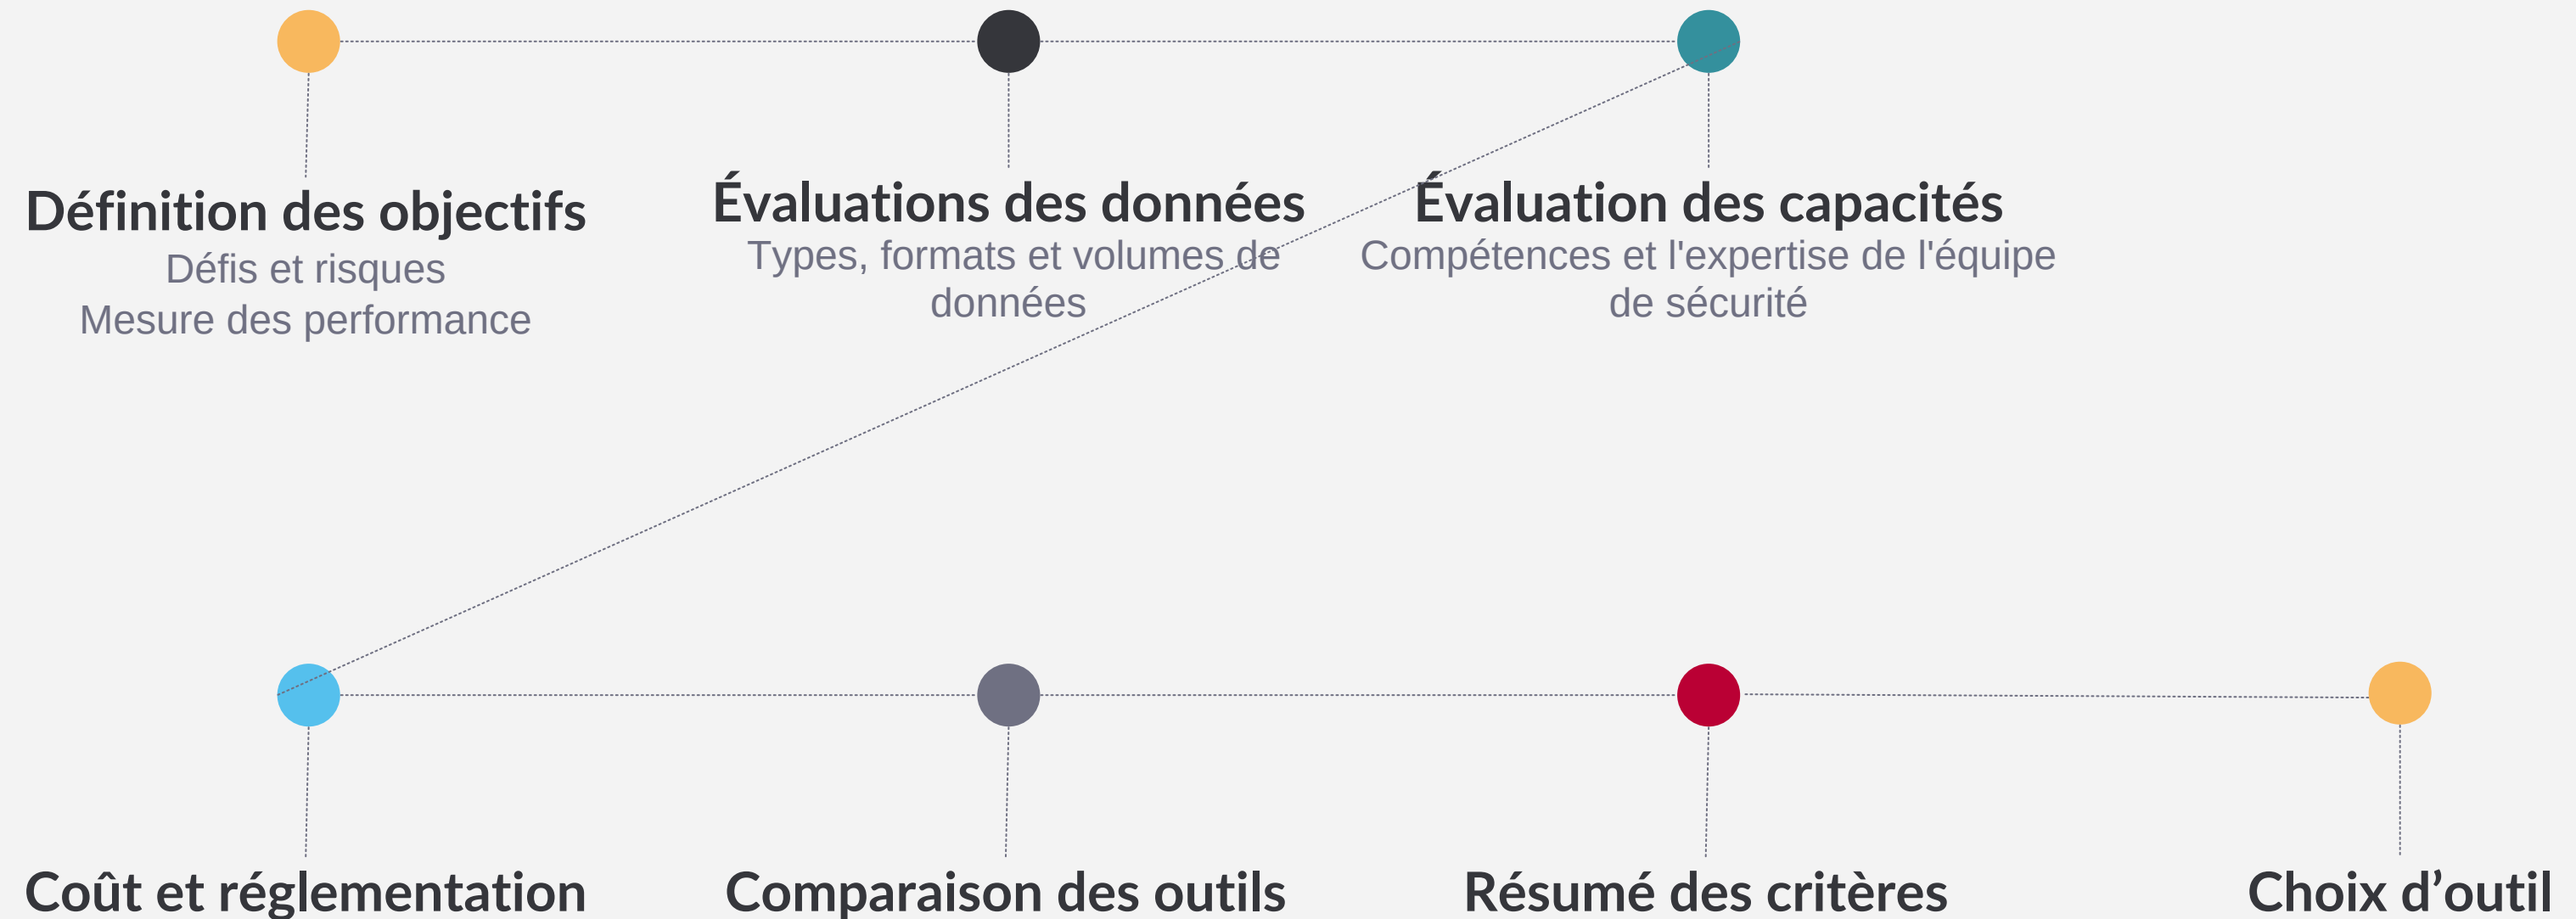 Définition des objectifs
Défis et risques
Mesure des performance
Évaluations des données
Types, formats et volumes de
données
Évaluation des capacités
Compétences et l'expertise de l'équipe
de sécurité
Coût et réglementation
Comparaison des outils
Résumé des critères
Choix d’outil